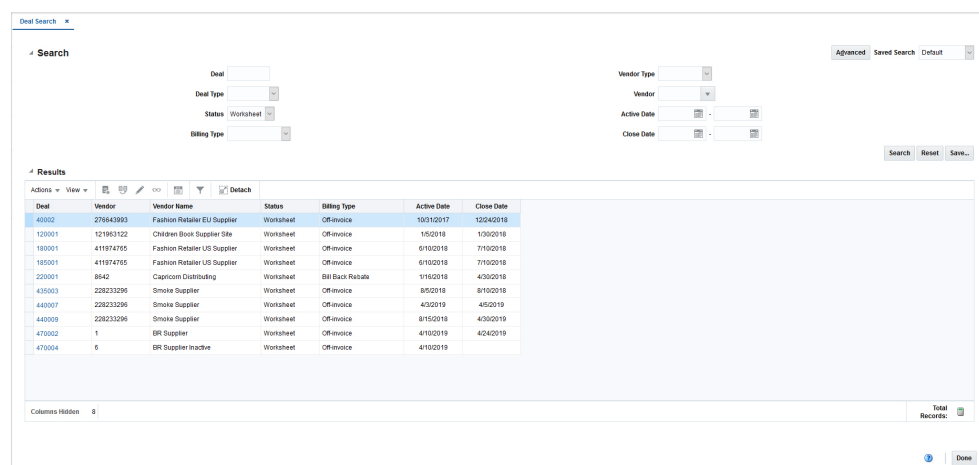 Deal Search ×
Search
Advanced Saved Search Default
Deal
Vendor Type
Deal Type
Vendor
Status Worksheet
Active Date -
Billing Type
Close Date -
Search Reset Save...
Results
Actions View Detach
Deal Vendor Vendor Name Status Billing Type Active Date Close Date
40002 276643993 Fashion Retailer EU Supplier Worksheet Off-invoice 10/31/2017 12/24/2018
120001 121963122 Children Book Supplier Site Worksheet Off-invoice 1/5/2018 1/30/2018
180001 411974765 Fashion Retailer US Supplier Worksheet Off-invoice 6/10/2018 7/10/2018
185001 411974765 Fashion Retailer US Supplier Worksheet Off-invoice 6/10/2018 7/10/2018
220001 8642 Capricorn Distributing Worksheet Bill Back Rebate 1/16/2018 4/30/2018
435003 228233296 Smoke Supplier Worksheet Off-invoice 8/5/2018 8/10/2018
440007 228233296 Smoke Supplier Worksheet Off-invoice 4/3/2019 4/5/2019
440009 228233296 Smoke Supplier Worksheet Off-invoice 8/15/2018 4/30/2019
470002 1 BR Supplier Worksheet Off-invoice 4/10/2019 4/24/2019
470004 6 BR Supplier Inactive Worksheet Off-invoice 4/10/2019
Columns Hidden 8
Total Records:
Done